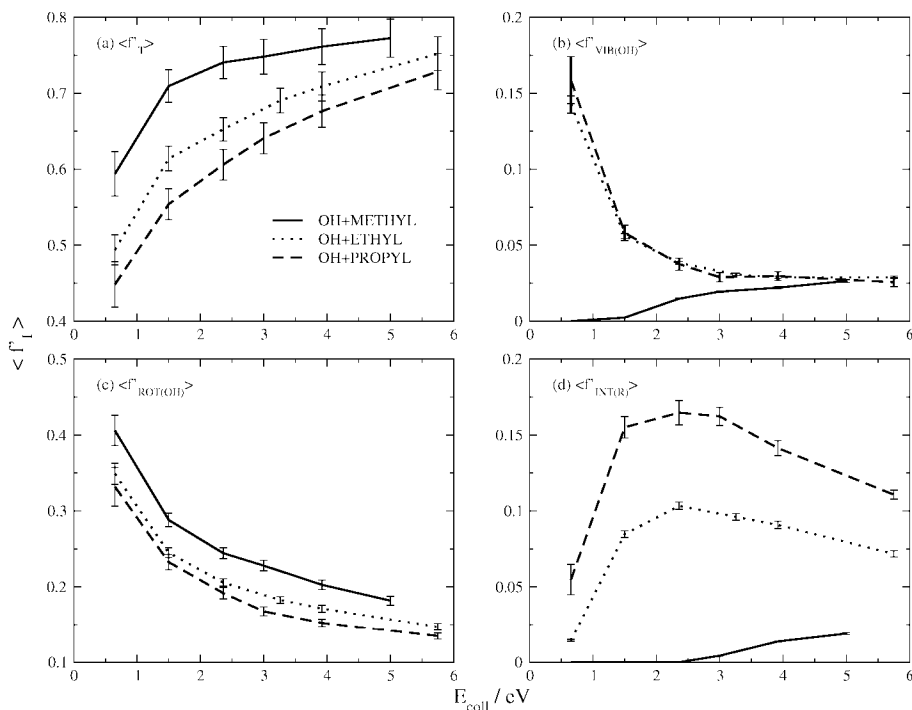 (a) <f'T>
(b) <f'VIB(OH)>
0.8
0.7
0.6
0.5
0.4
0 1 2 3 4 5 6
OH+METHYL
OH+ETHYL
OH+PROPYL
0.2
0.15
0.1
0.05
0
0 1 2 3 4 5 6
< f'I >
(c) <f'ROT(OH)>
(d) <f'INT(R)>
0.5
0.4
0.3
0.2
0.1
0 1 2 3 4 5 6
0.2
0.15
0.1
0.05
0
0 1 2 3 4 5 6
Ecoll / eV